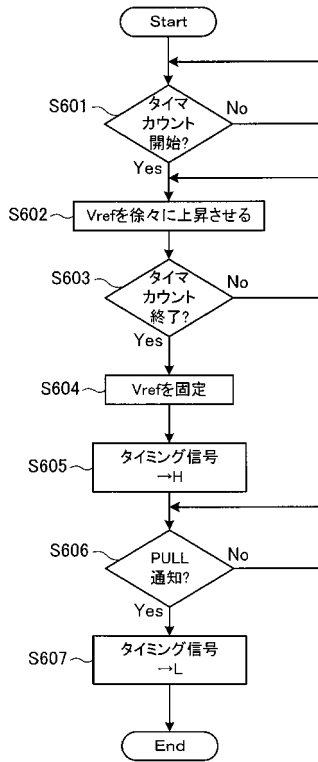 Start
S601
タイマ
カウント
開始?
No
Yes
S602
Vrefを徐々に上昇させる
S603
タイマ
カウント
終了?
No
Yes
S604
Vrefを固定
S605
タイミング信号
→H
S606
PULL
通知?
No
Yes
S607
タイミング信号
→L
End